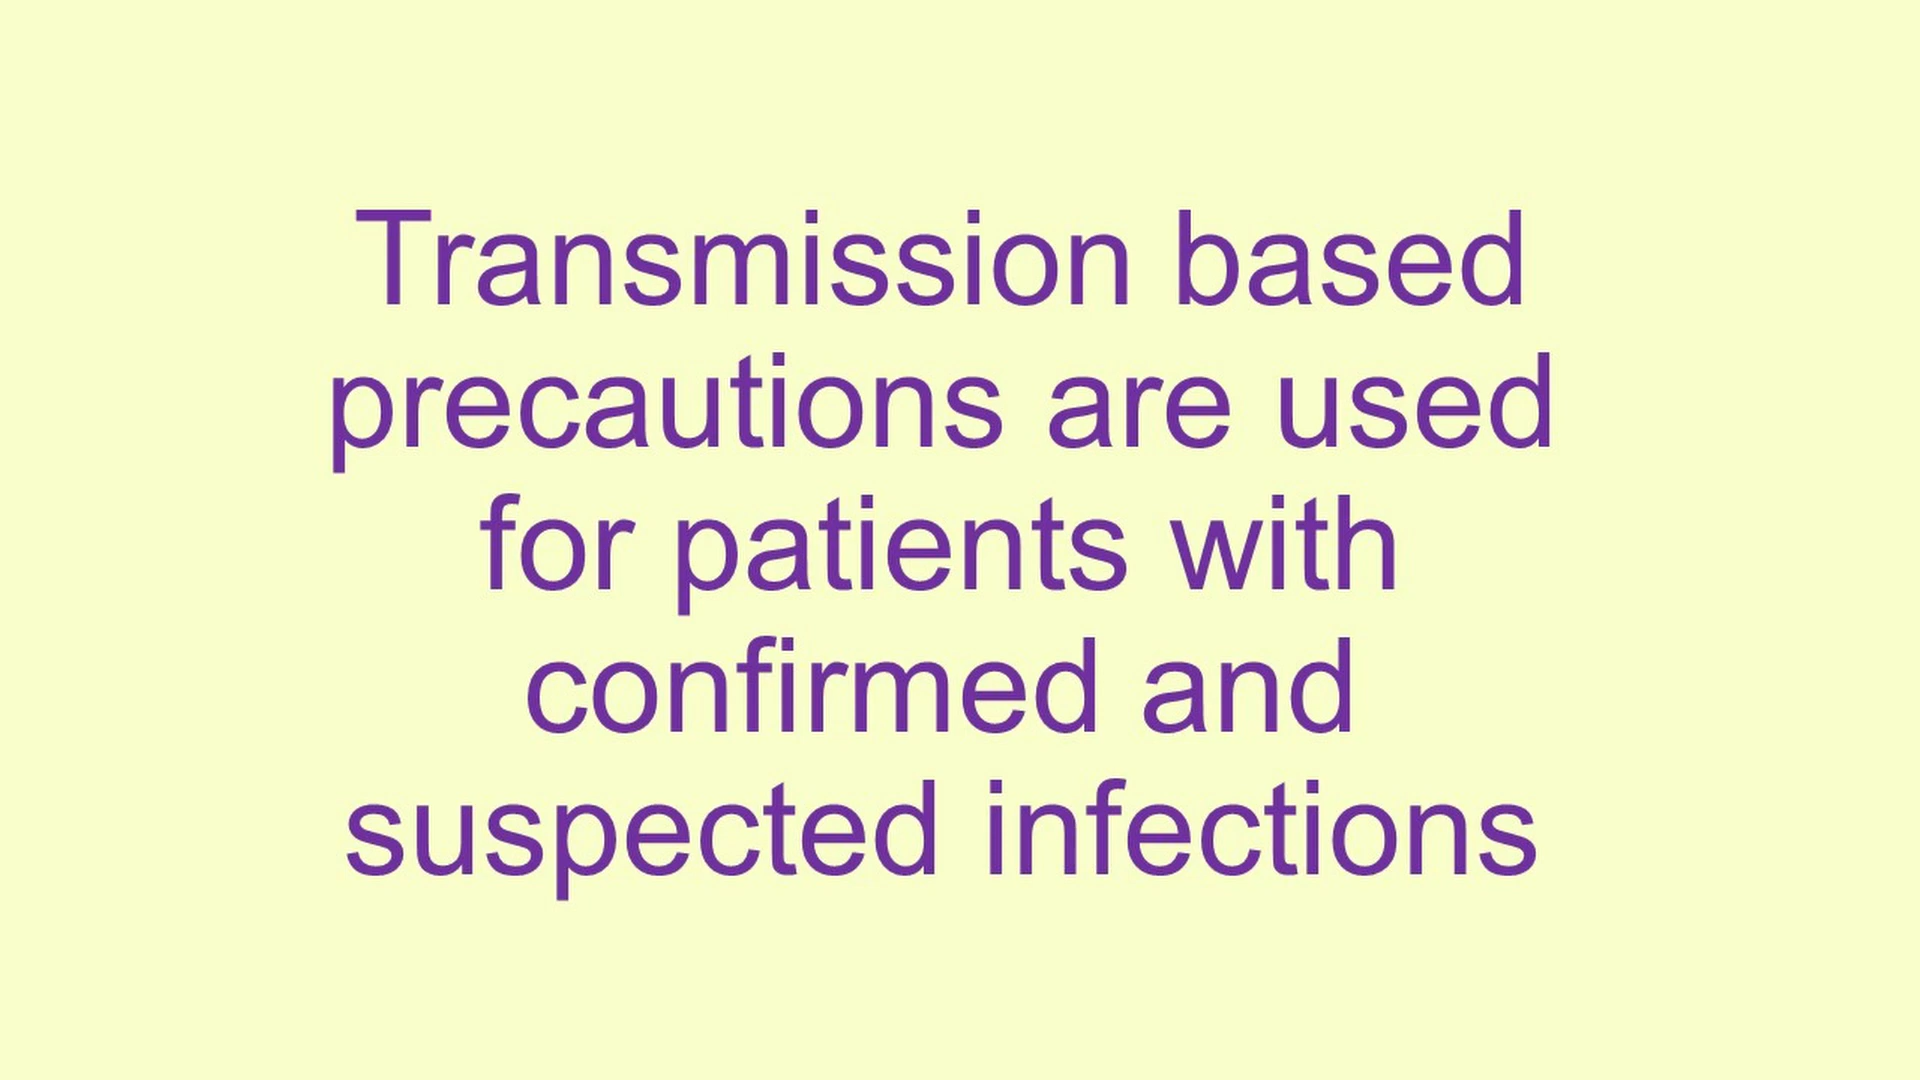 Transmission based
precautions are used
for patients with
confirmed and
suspected infections